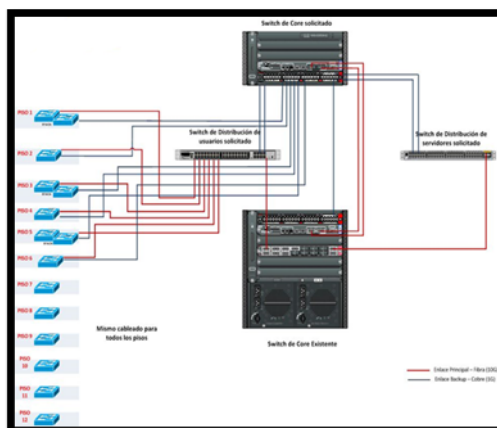 Switch de Core solicitado
PISO 1
Switch de Distribución de
usuarios solicitado
Switch de Distribución de
servidores solicitado
PISO 2
PISO 3
PISO 4
PISO 5
PISO 6
PISO 7
PISO 8
PISO 9
Mismo cableado para
todos los pisos
Switch de Core Existente
PISO
10
PISO
11
PISO
12
Enlace Principal – Fibra (10G)
Enlace Backup – Cobre (1G)